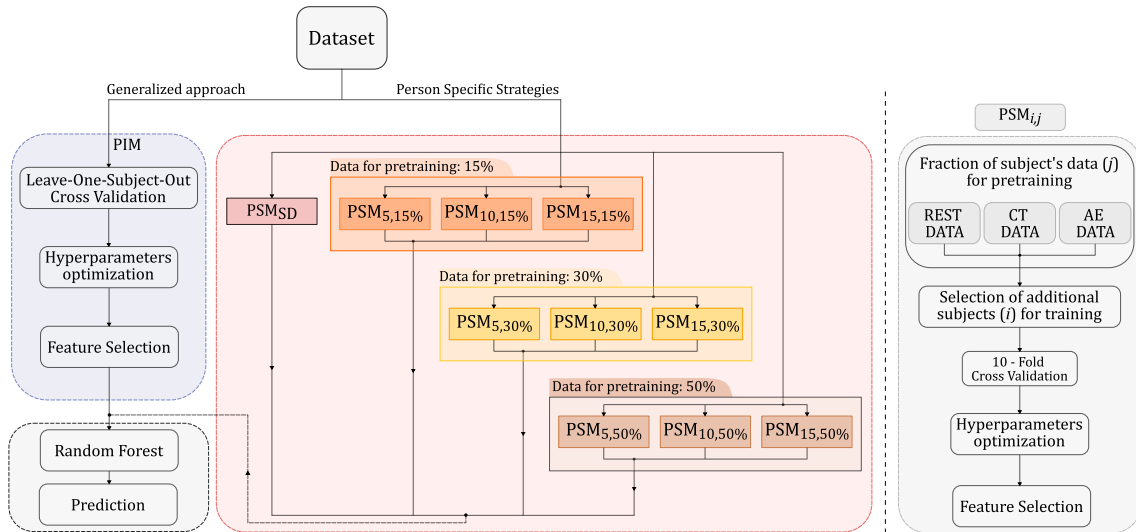 Dataset
Generalized approach
Person Specific Strategies
PIM
Leave-One-Subject-Out
Cross Validation
Hyperparameters
optimization
Feature Selection
Random Forest
Prediction
PSM_SD
Data for pretraining: 15%
PSM_5,15%
PSM_10,15%
PSM_15,15%
Data for pretraining: 30%
PSM_5,30%
PSM_10,30%
PSM_15,30%
Data for pretraining: 50%
PSM_5,50%
PSM_10,50%
PSM_15,50%
PSM_i,j
Fraction of subject's data (j)
for pretraining
REST
DATA
CT
DATA
AE
DATA
Selection of additional
subjects (i) for training
10 - Fold
Cross Validation
Hyperparameters
optimization
Feature Selection